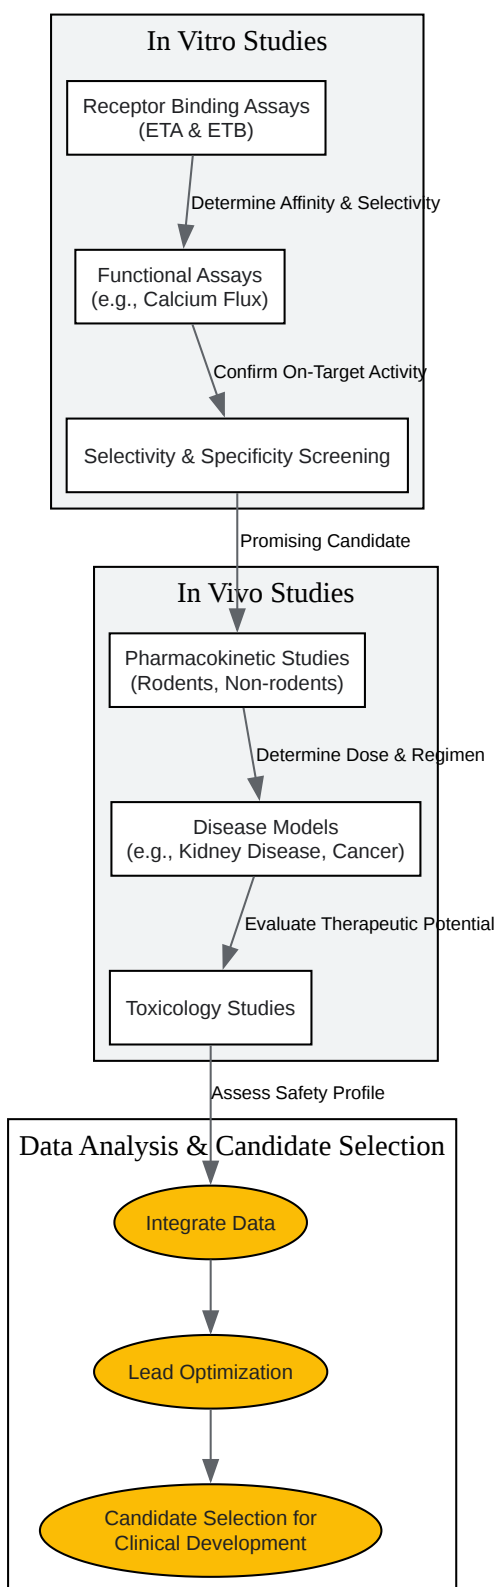 In Vitro Studies
Receptor Binding Assays
(ETA & ETB)
Determine Affinity & Selectivity
Functional Assays
(e.g., Calcium Flux)
Confirm On-Target Activity
Selectivity & Specificity Screening
Promising Candidate
In Vivo Studies
Pharmacokinetic Studies
(Rodents, Non-rodents)
Determine Dose & Regimen
Disease Models
(e.g., Kidney Disease, Cancer)
Evaluate Therapeutic Potential
Toxicology Studies
Assess Safety Profile
Data Analysis & Candidate Selection
Integrate Data
Lead Optimization
Candidate Selection for
Clinical Development